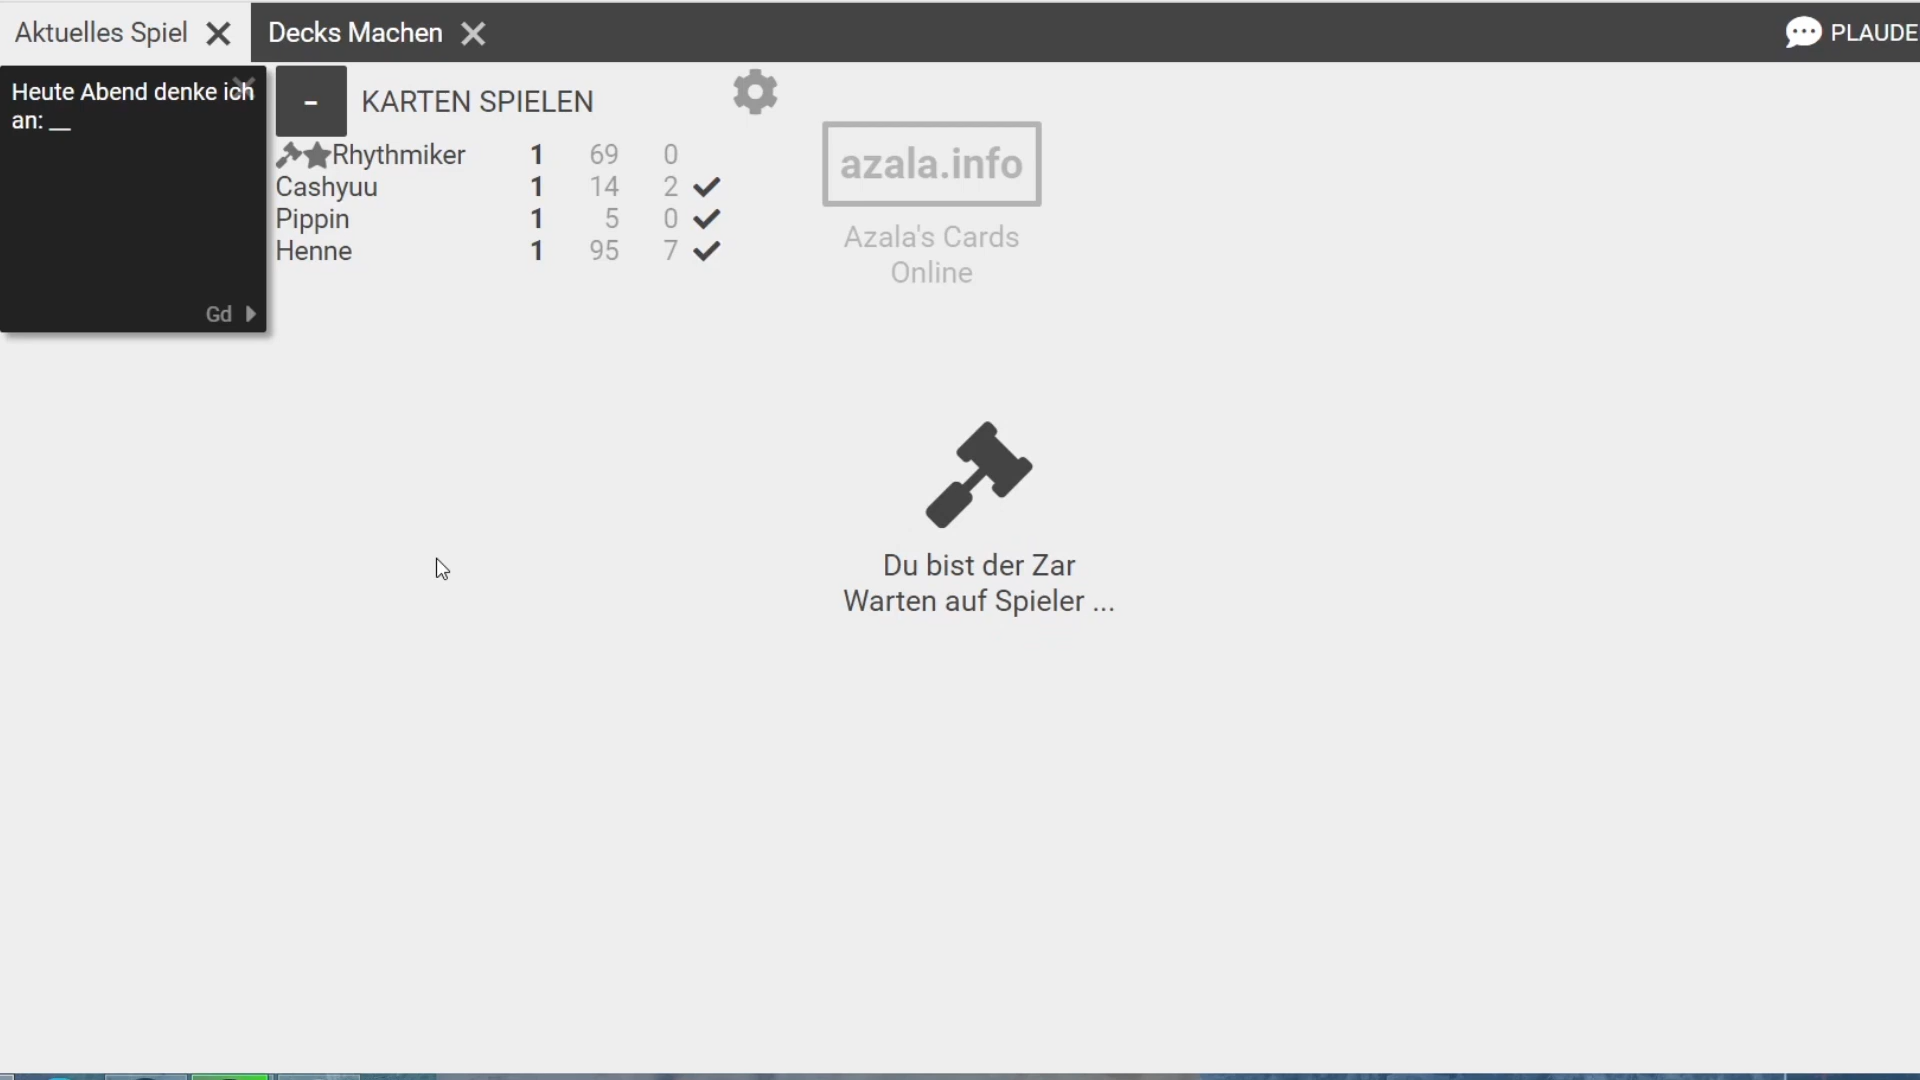 Aktuelles Spiel
Decks Machen
PLAUDE
Heute Abend denke ich
an: __
Gd
-
KARTEN SPIELEN
Rhythmiker 1 69 0
Cashyuu 1 14 2
Pippin 1 5 0
Henne 1 95 7
azala.info
Azala's Cards
Online
Du bist der Zar
Warten auf Spieler ...